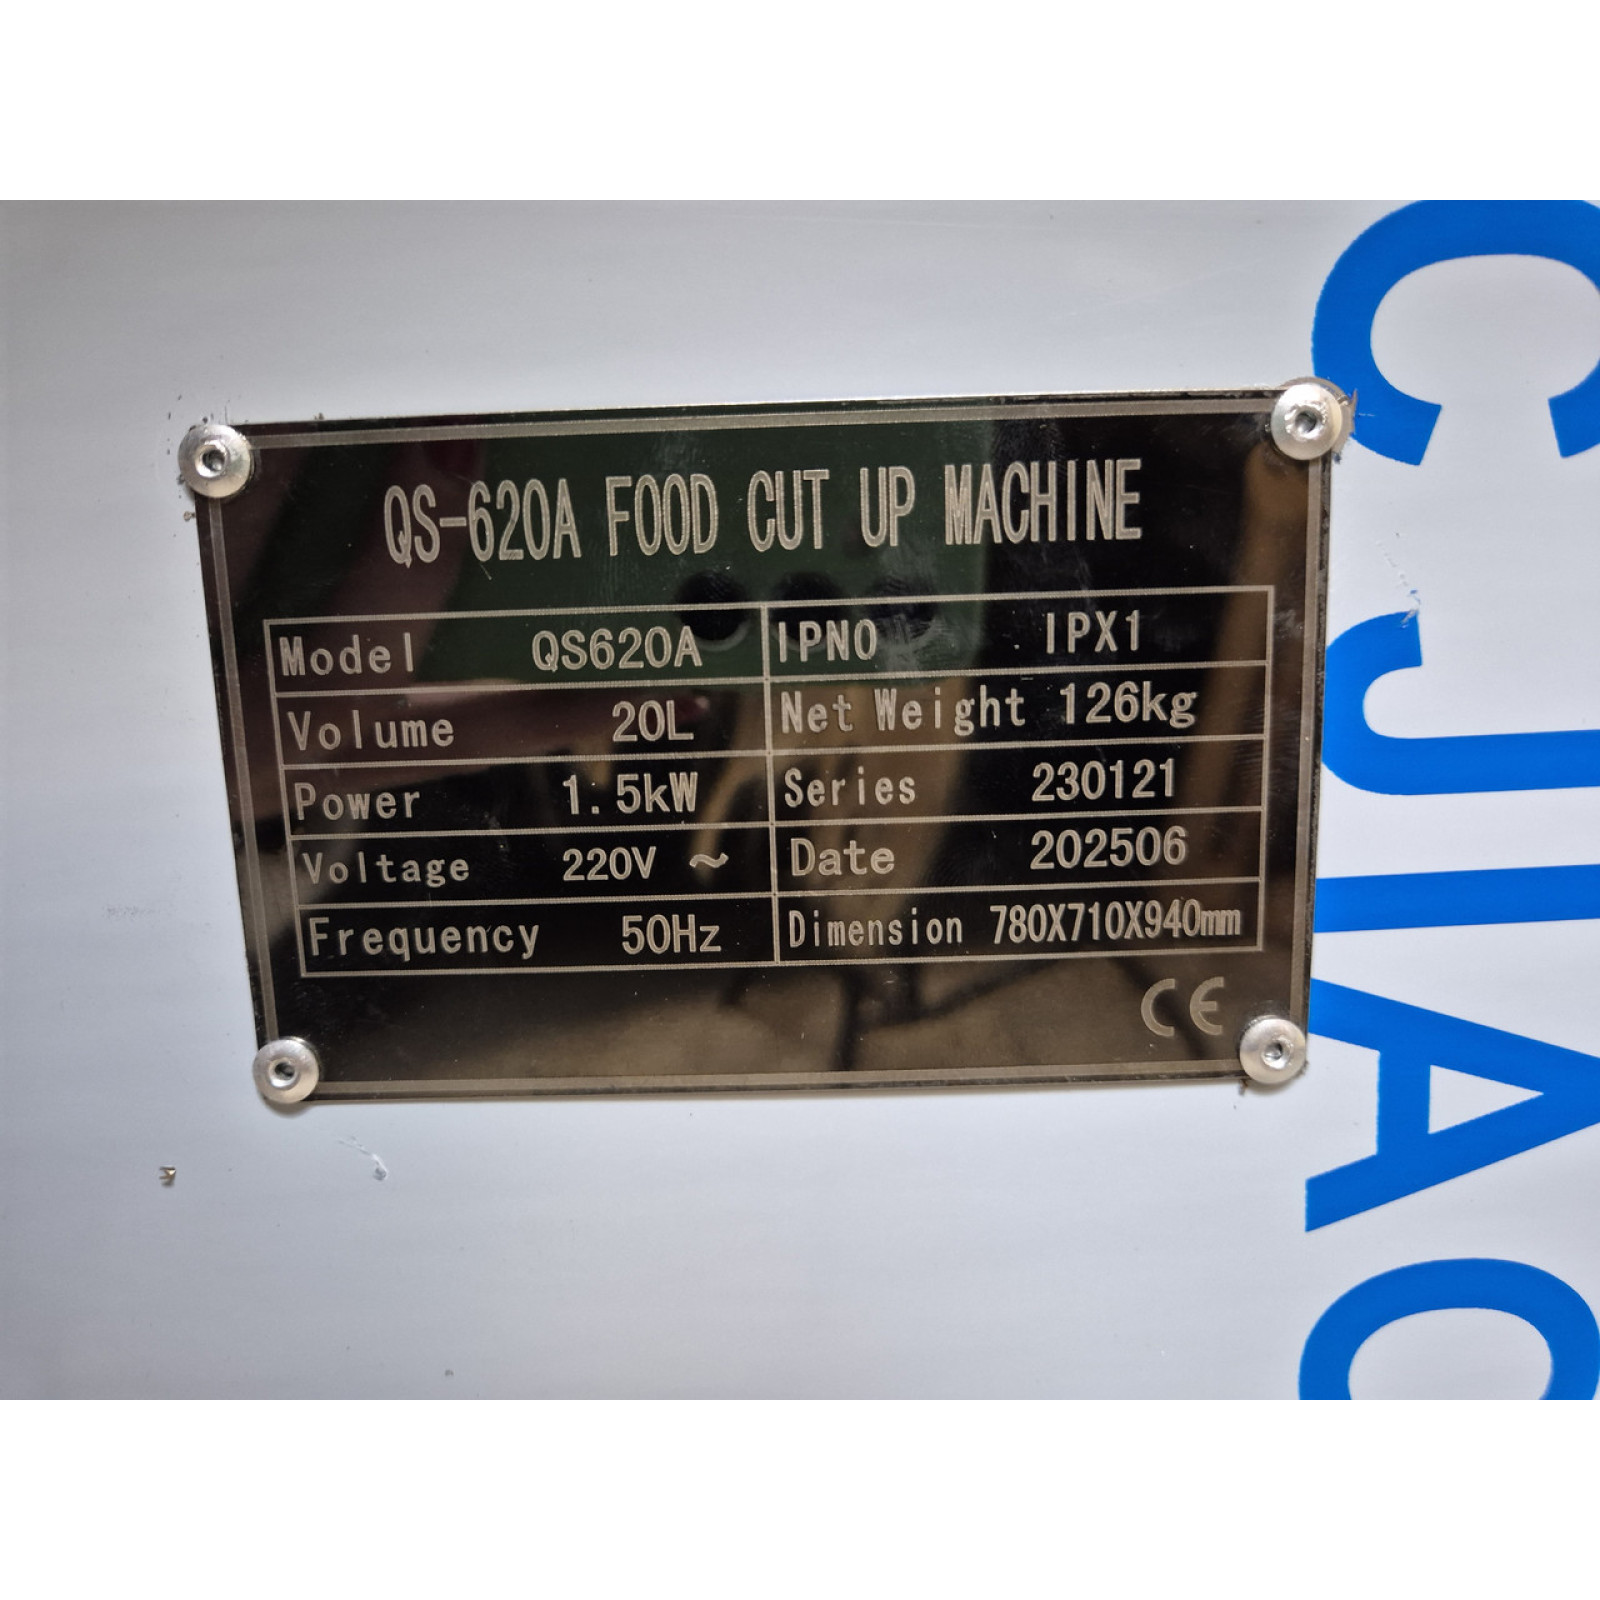 QS-620A FOOD CUT UP MACHINE
Model QS620A IPNO IPX1
Volume 20L Net Weight 126kg
Power 1.5kW Series 230121
Voltage 220V ~ Date 202506
Frequency 50Hz Dimension 780X710X940mm
CE
C JIAO